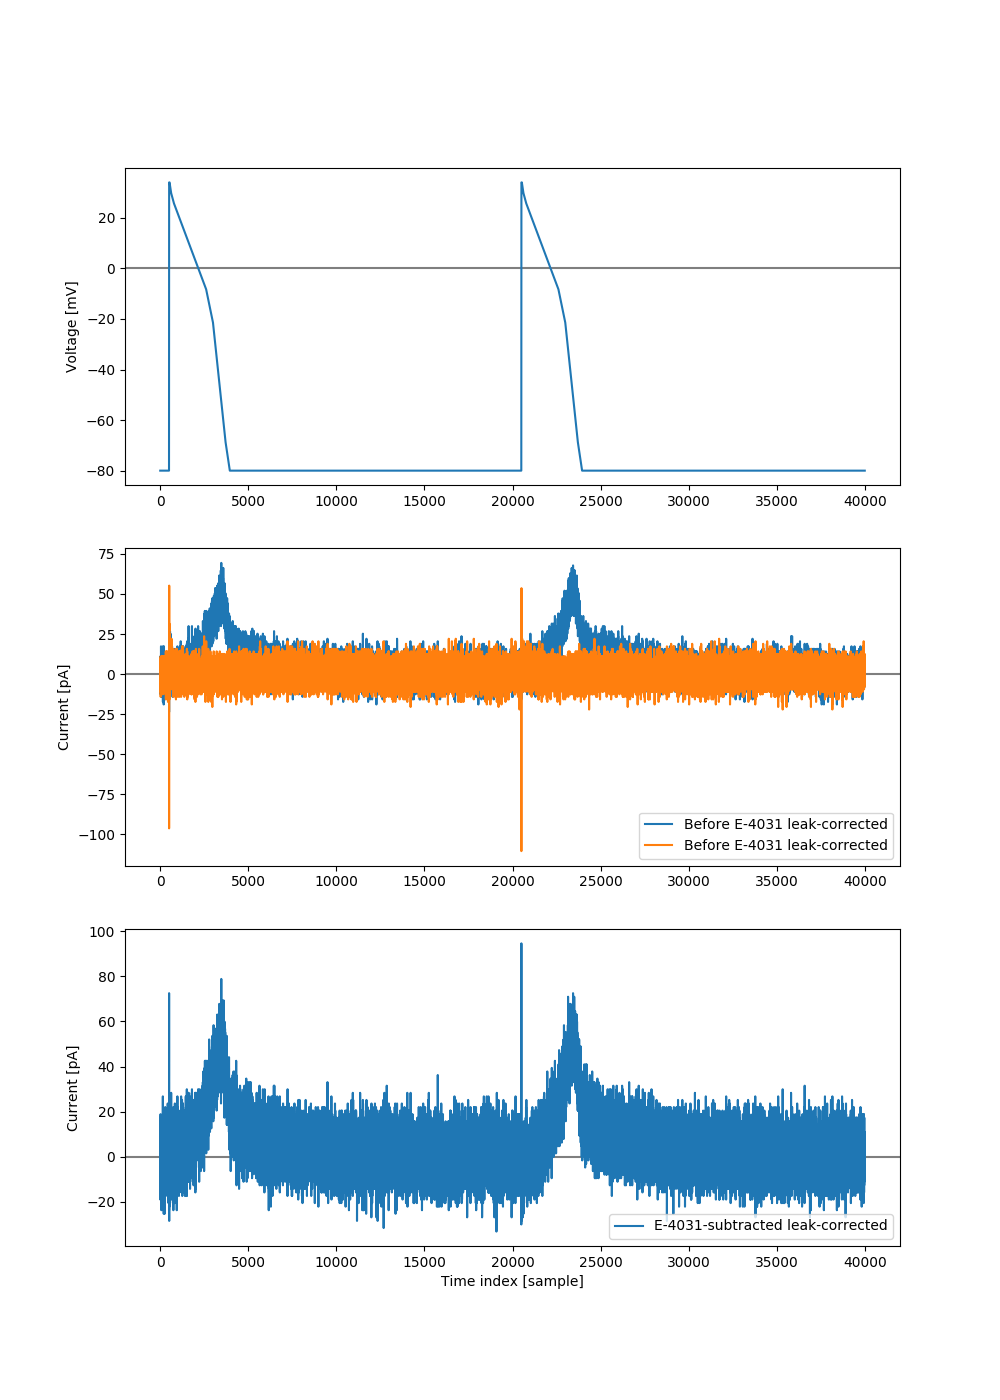 20
0
−20
−40
−60
−80
Voltage [mV]
0 5000 10000 15000 20000 25000 30000 35000 40000
75
50
25
0
−25
−50
−75
−100
Current [pA]
Before E-4031 leak-corrected
Before E-4031 leak-corrected
0 5000 10000 15000 20000 25000 30000 35000 40000
100
80
60
40
20
0
−20
Current [pA]
E-4031-subtracted leak-corrected
0 5000 10000 15000 20000 25000 30000 35000 40000
Time index [sample]